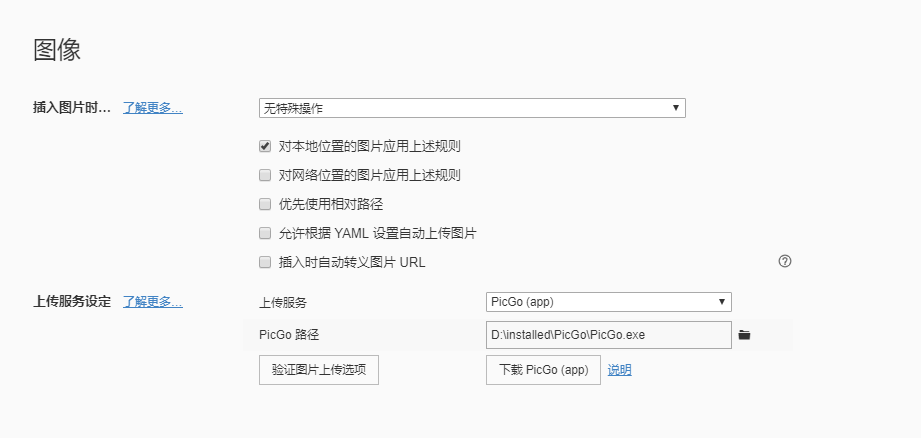 图像
插入图片时... 了解更多... 无特殊操作
对本地位置的图片应用上述规则
对网络位置的图片应用上述规则
优先使用相对路径
允许根据 YAML 设置自动上传图片
插入时自动转义图片 URL
上传服务设定 了解更多... 上传服务 PicGo (app)
PicGo 路径 D:\installed\PicGo\PicGo.exe
验证图片上传选项 下载 PicGo (app) 说明